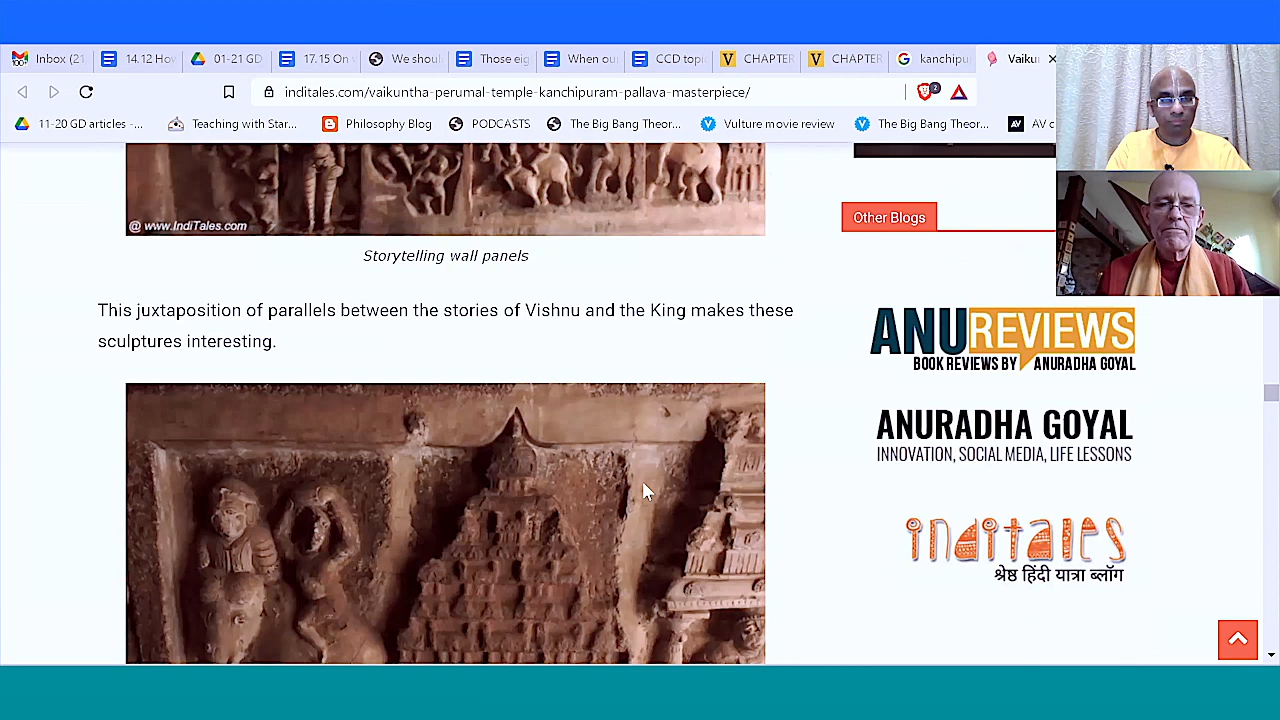 Inbox (21
14.12 Ho
01-21 GD
17.15 On
We shou
Those eig
When ou
CCD topi
CHAPTER
CHAPTER
kanchipu
Vaiku
inditales.com/vaikuntha-perumal-temple-kanchipuram-pallava-masterpiece/
2
11-20 GD articles -...
Teaching with Star...
Philosophy Blog
The Big Bang Theor...
Vulture movie review
The Big Bang Theor...
AV c
@ www.IndiTales.com
Storytelling wall panels
This juxtaposition of parallels between the stories of Vishnu and the King makes these
sculptures interesting.
Other Blogs
ANUREVIEWS
BOOK REVIEWS BY ANURADHA GOYAL
ANURADHA GOYAL
INNOVATION, SOCIAL MEDIA, LIFE LESSONS
inditales
श्रेष्ठ हिंदी यात्रा ब्लॉग